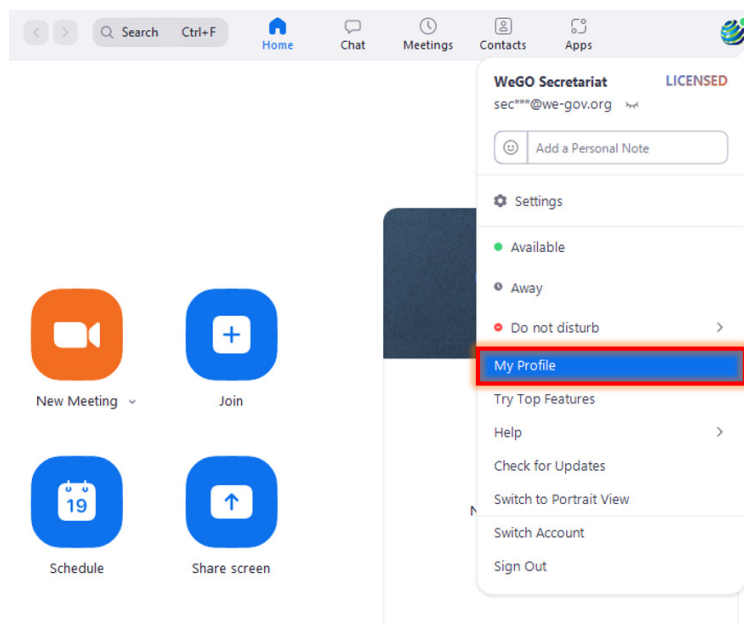 Search Ctrl+F
Home
Chat
Meetings
Contacts
Apps
WeGO Secretariat LICENSED
sec***@we-gov.org
Add a Personal Note
Settings
Available
Away
Do not disturb
My Profile
Try Top Features
Help
Check for Updates
Switch to Portrait View
Switch Account
Sign Out
New Meeting
Join
19
Schedule
Share screen